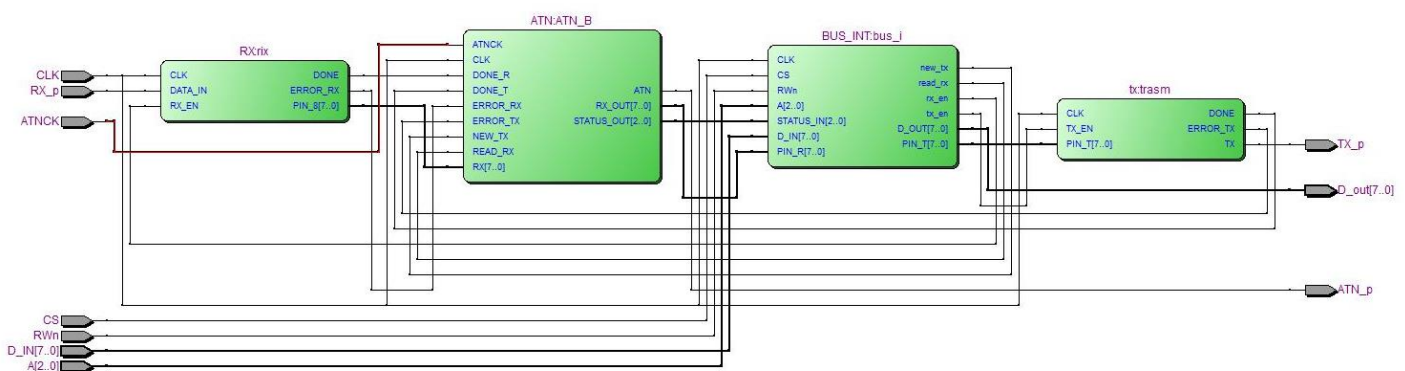 ATN:ATN_B
BUS_INT:bus_i
RX:rix
tx:trasm
CLK
RX_p
ATNCK
CLK DONE
DATA_IN ERROR_RX
RX_EN PIN_8[7..0]
ATNCK
CLK
DONE_R
DONE_T ATN
ERROR_RX RX_OUT[7..0]
ERROR_TX STATUS_OUT[2..0]
NEW_TX
READ_RX
RX[7..0]
CLK new_tx
CS read_rx
RWn rx_en
A[2..0] tx_en
STATUS_IN[2..0] D_OUT[7..0]
D_IN[7..0] PIN_T[7..0]
PIN_R[7..0]
CLK DONE
TX_EN ERROR_TX
PIN_T[7..0] TX
TX_p
D_out[7..0]
ATN_p
CS
RWn
D_IN[7..0]
A[2..0]